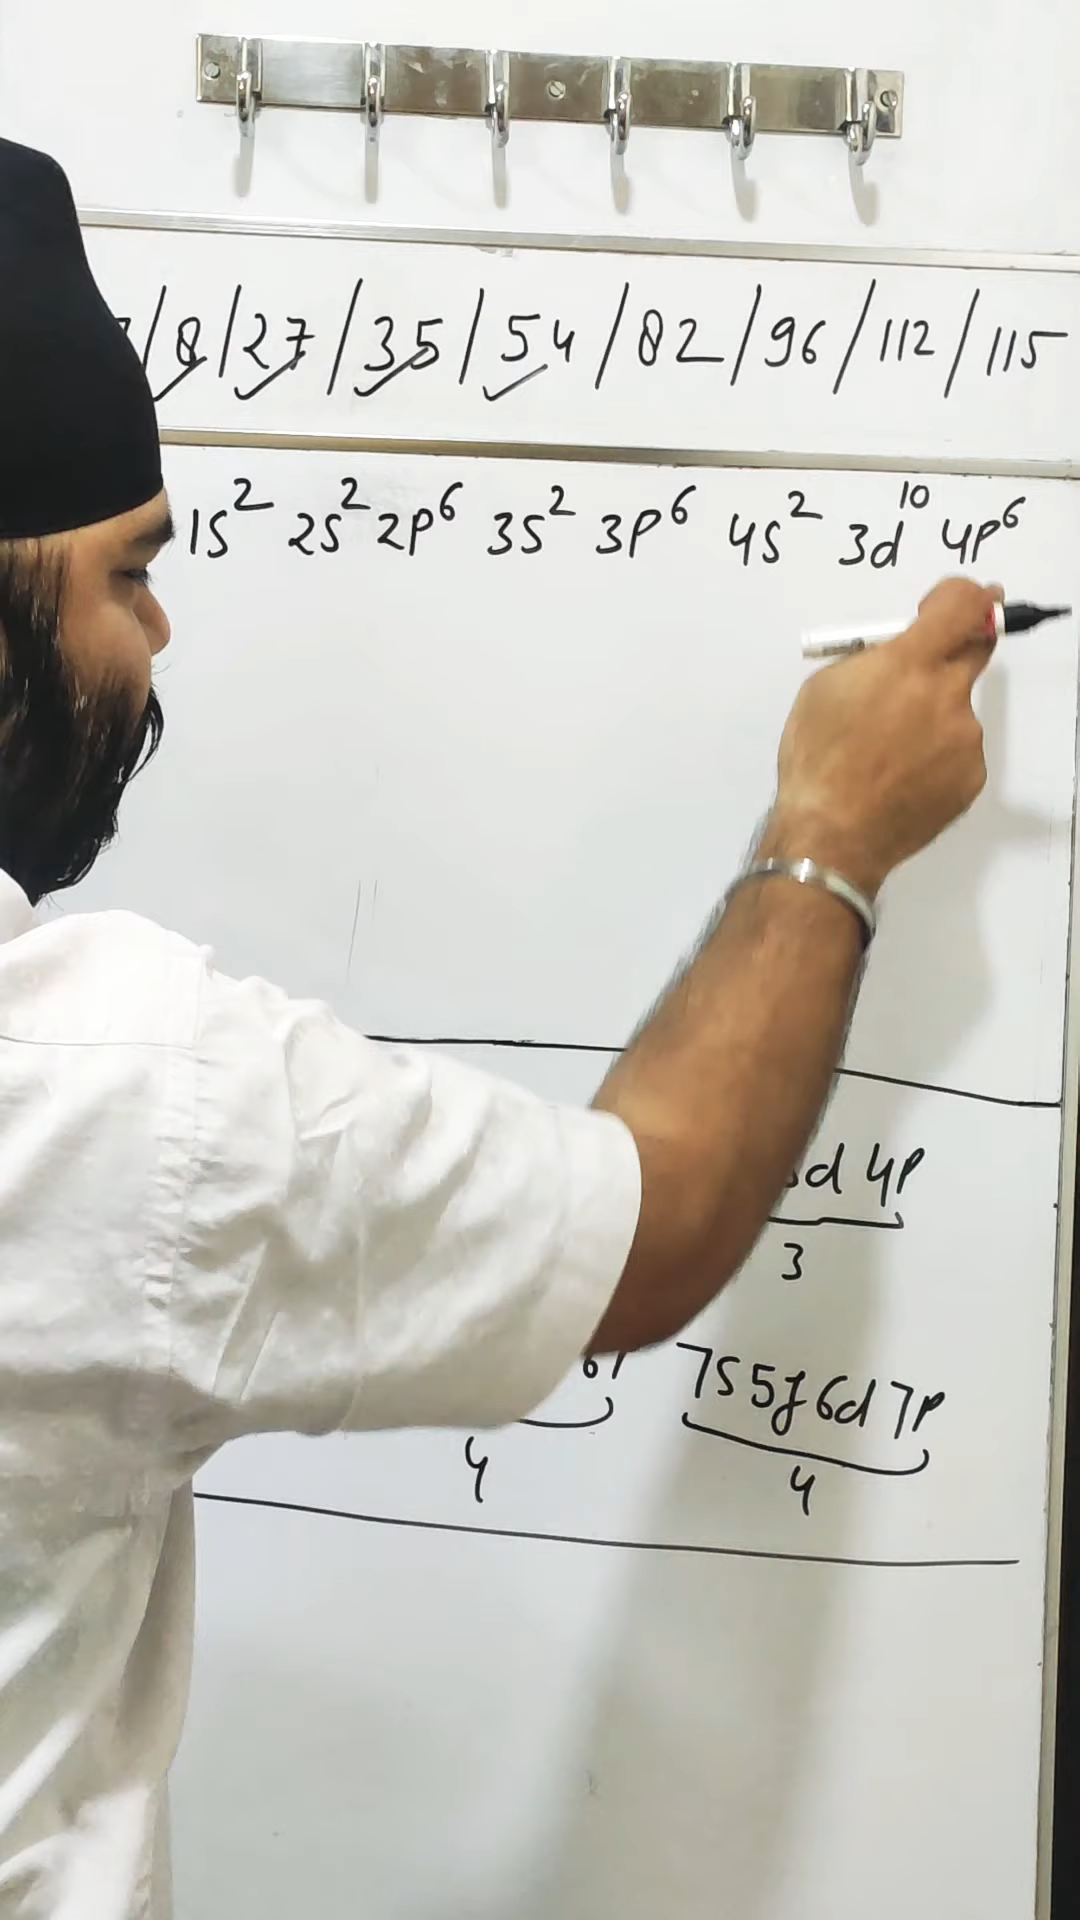 /8/27/35/54/82/96/112/115
1s² 2s² 2p⁶ 3s² 3p⁶ 4s² 3d¹⁰ 4p⁶
d 4p
3
7s 5f 6d 7p
4
4